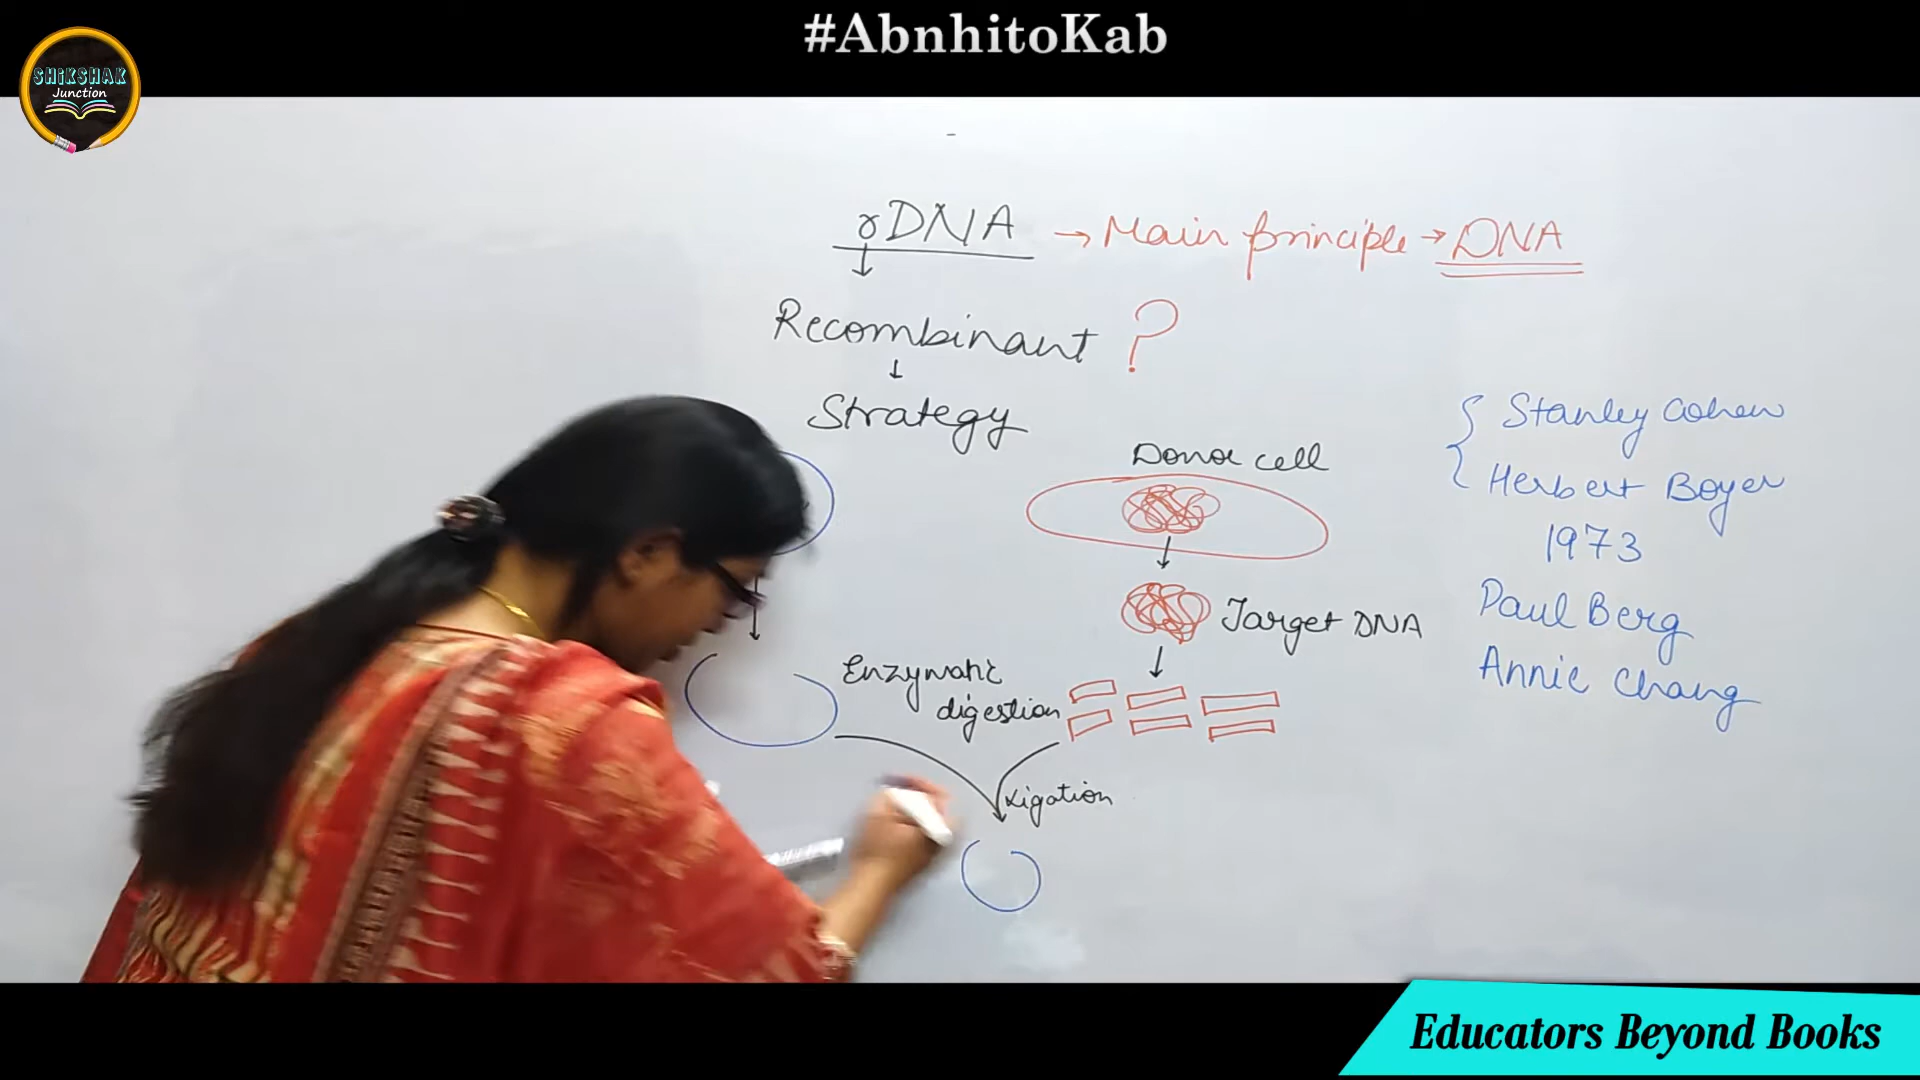 #AbnhitoKab
SHiKSHAK
Junction
rDNA → Main principle → DNA
Recombinant ?
Strategy
Donor cell
Target DNA
Enzymatic
digestion
Ligation
{ Stanley Cohen
Herbert Boyer
1973
Paul Berg
Annie Chang
Educators Beyond Books